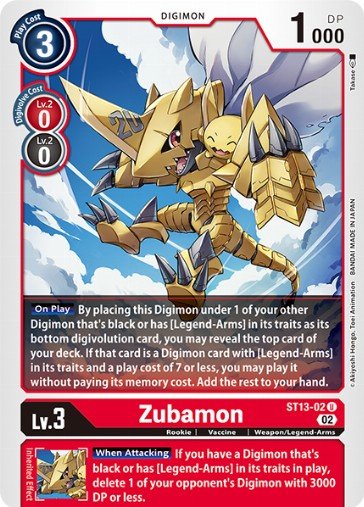 DIGIMON
Play Cost
3
DP
1000
Digivolve Cost
Lv.2
0
Lv.2
0
20
Takase
© Akiyoshi Hongo, Toei Animation BANDAI MADE IN JAPAN
On Play By placing this Digimon under 1 of your other
Digimon that's black or has [Legend-Arms] in its traits as its
bottom digivolution card, you may reveal the top card of
your deck. If that card is a Digimon card with [Legend-Arms]
in its traits and a play cost of 7 or less, you may play it
without paying its memory cost. Add the rest to your hand.
Lv.3
Zubamon
ST13-02 U
02
Rookie | Vaccine | Weapon/Legend-Arms
Inherited Effect
When Attacking If you have a Digimon that's
black or has [Legend-Arms] in its traits in play,
delete 1 of your opponent's Digimon with 3000
DP or less.